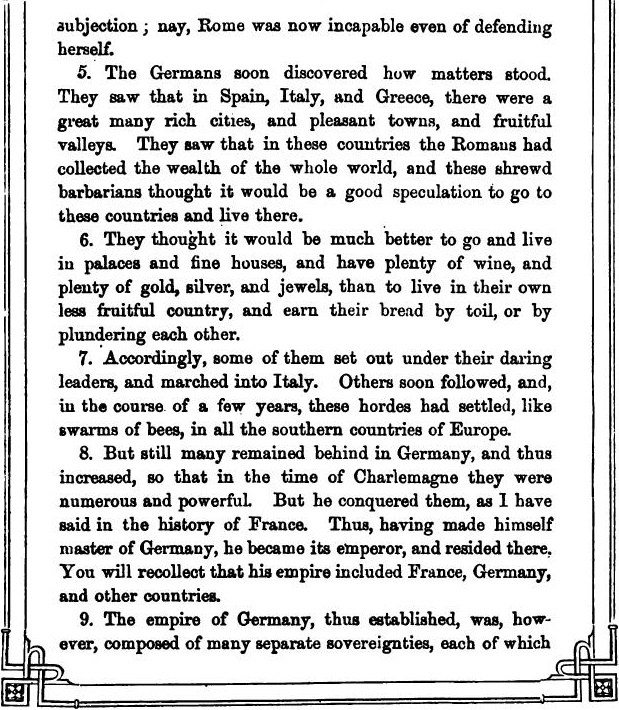 subjection; nay, Rome was now incapable even of defending
herself.
5. The Germans soon discovered how matters stood.
They saw that in Spain, Italy, and Greece, there were a
great many rich cities, and pleasant towns, and fruitful
valleys. They saw that in these countries the Romans had
collected the wealth of the whole world, and these shrewd
barbarians thought it would be a good speculation to go to
these countries and live there.
6. They thought it would be much better to go and live
in palaces and fine houses, and have plenty of wine, and
plenty of gold, silver, and jewels, than to live in their own
less fruitful country, and earn their bread by toil, or by
plundering each other.
7. Accordingly, some of them set out under their daring
leaders, and marched into Italy. Others soon followed, and,
in the course of a few years, these hordes had settled, like
swarms of bees, in all the southern countries of Europe.
8. But still many remained behind in Germany, and thus
increased, so that in the time of Charlemagne they were
numerous and powerful. But he conquered them, as I have
said in the history of France. Thus, having made himself
master of Germany, he became its emperor, and resided there.
You will recollect that his empire included France, Germany,
and other countries.
9. The empire of Germany, thus established, was, how-
ever, composed of many separate sovereignties, each of which